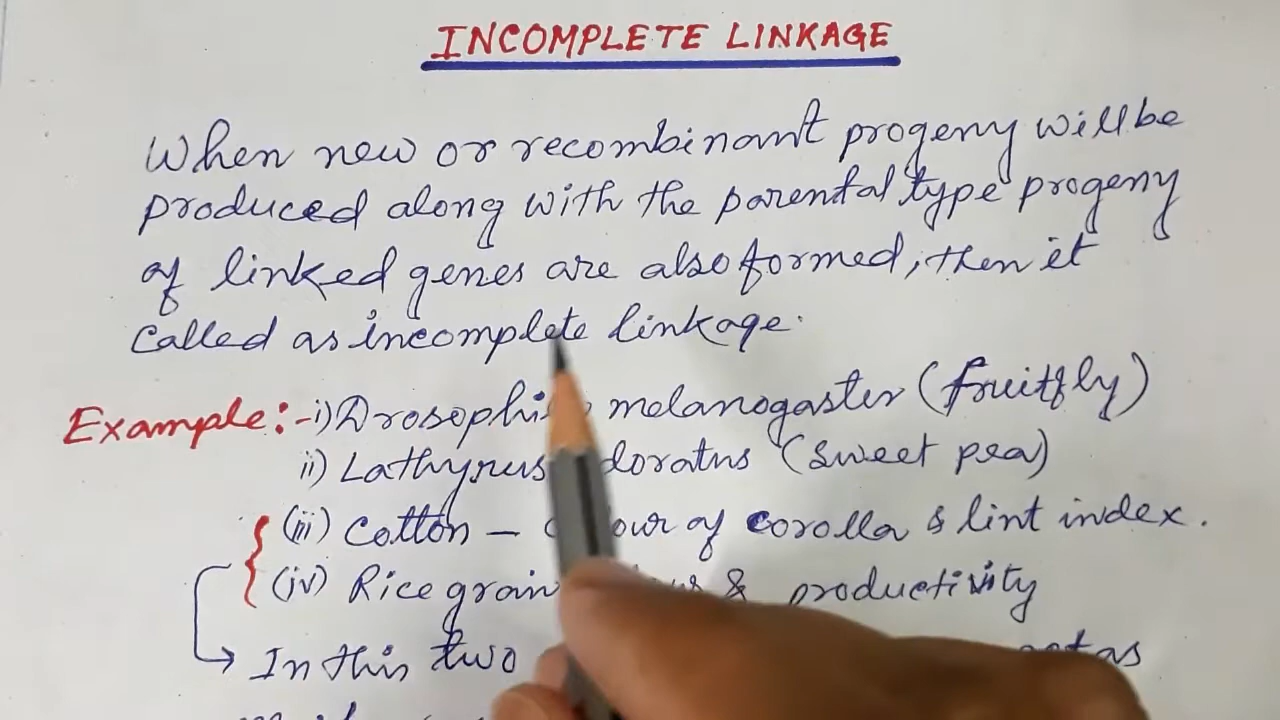 INCOMPLETE LINKAGE
When new or recombinant progeny will be
produced along with the parental type progeny
of linked genes are also formed, then it
called as incomplete linkage.
Example:- i) Drosophi melanogaster (fruitfly)
ii) Lathyrus doratus (Sweet pea)
(iii) Cotton - our of Corolla & lint index.
(iv) Rice grain & productivity
In this two as